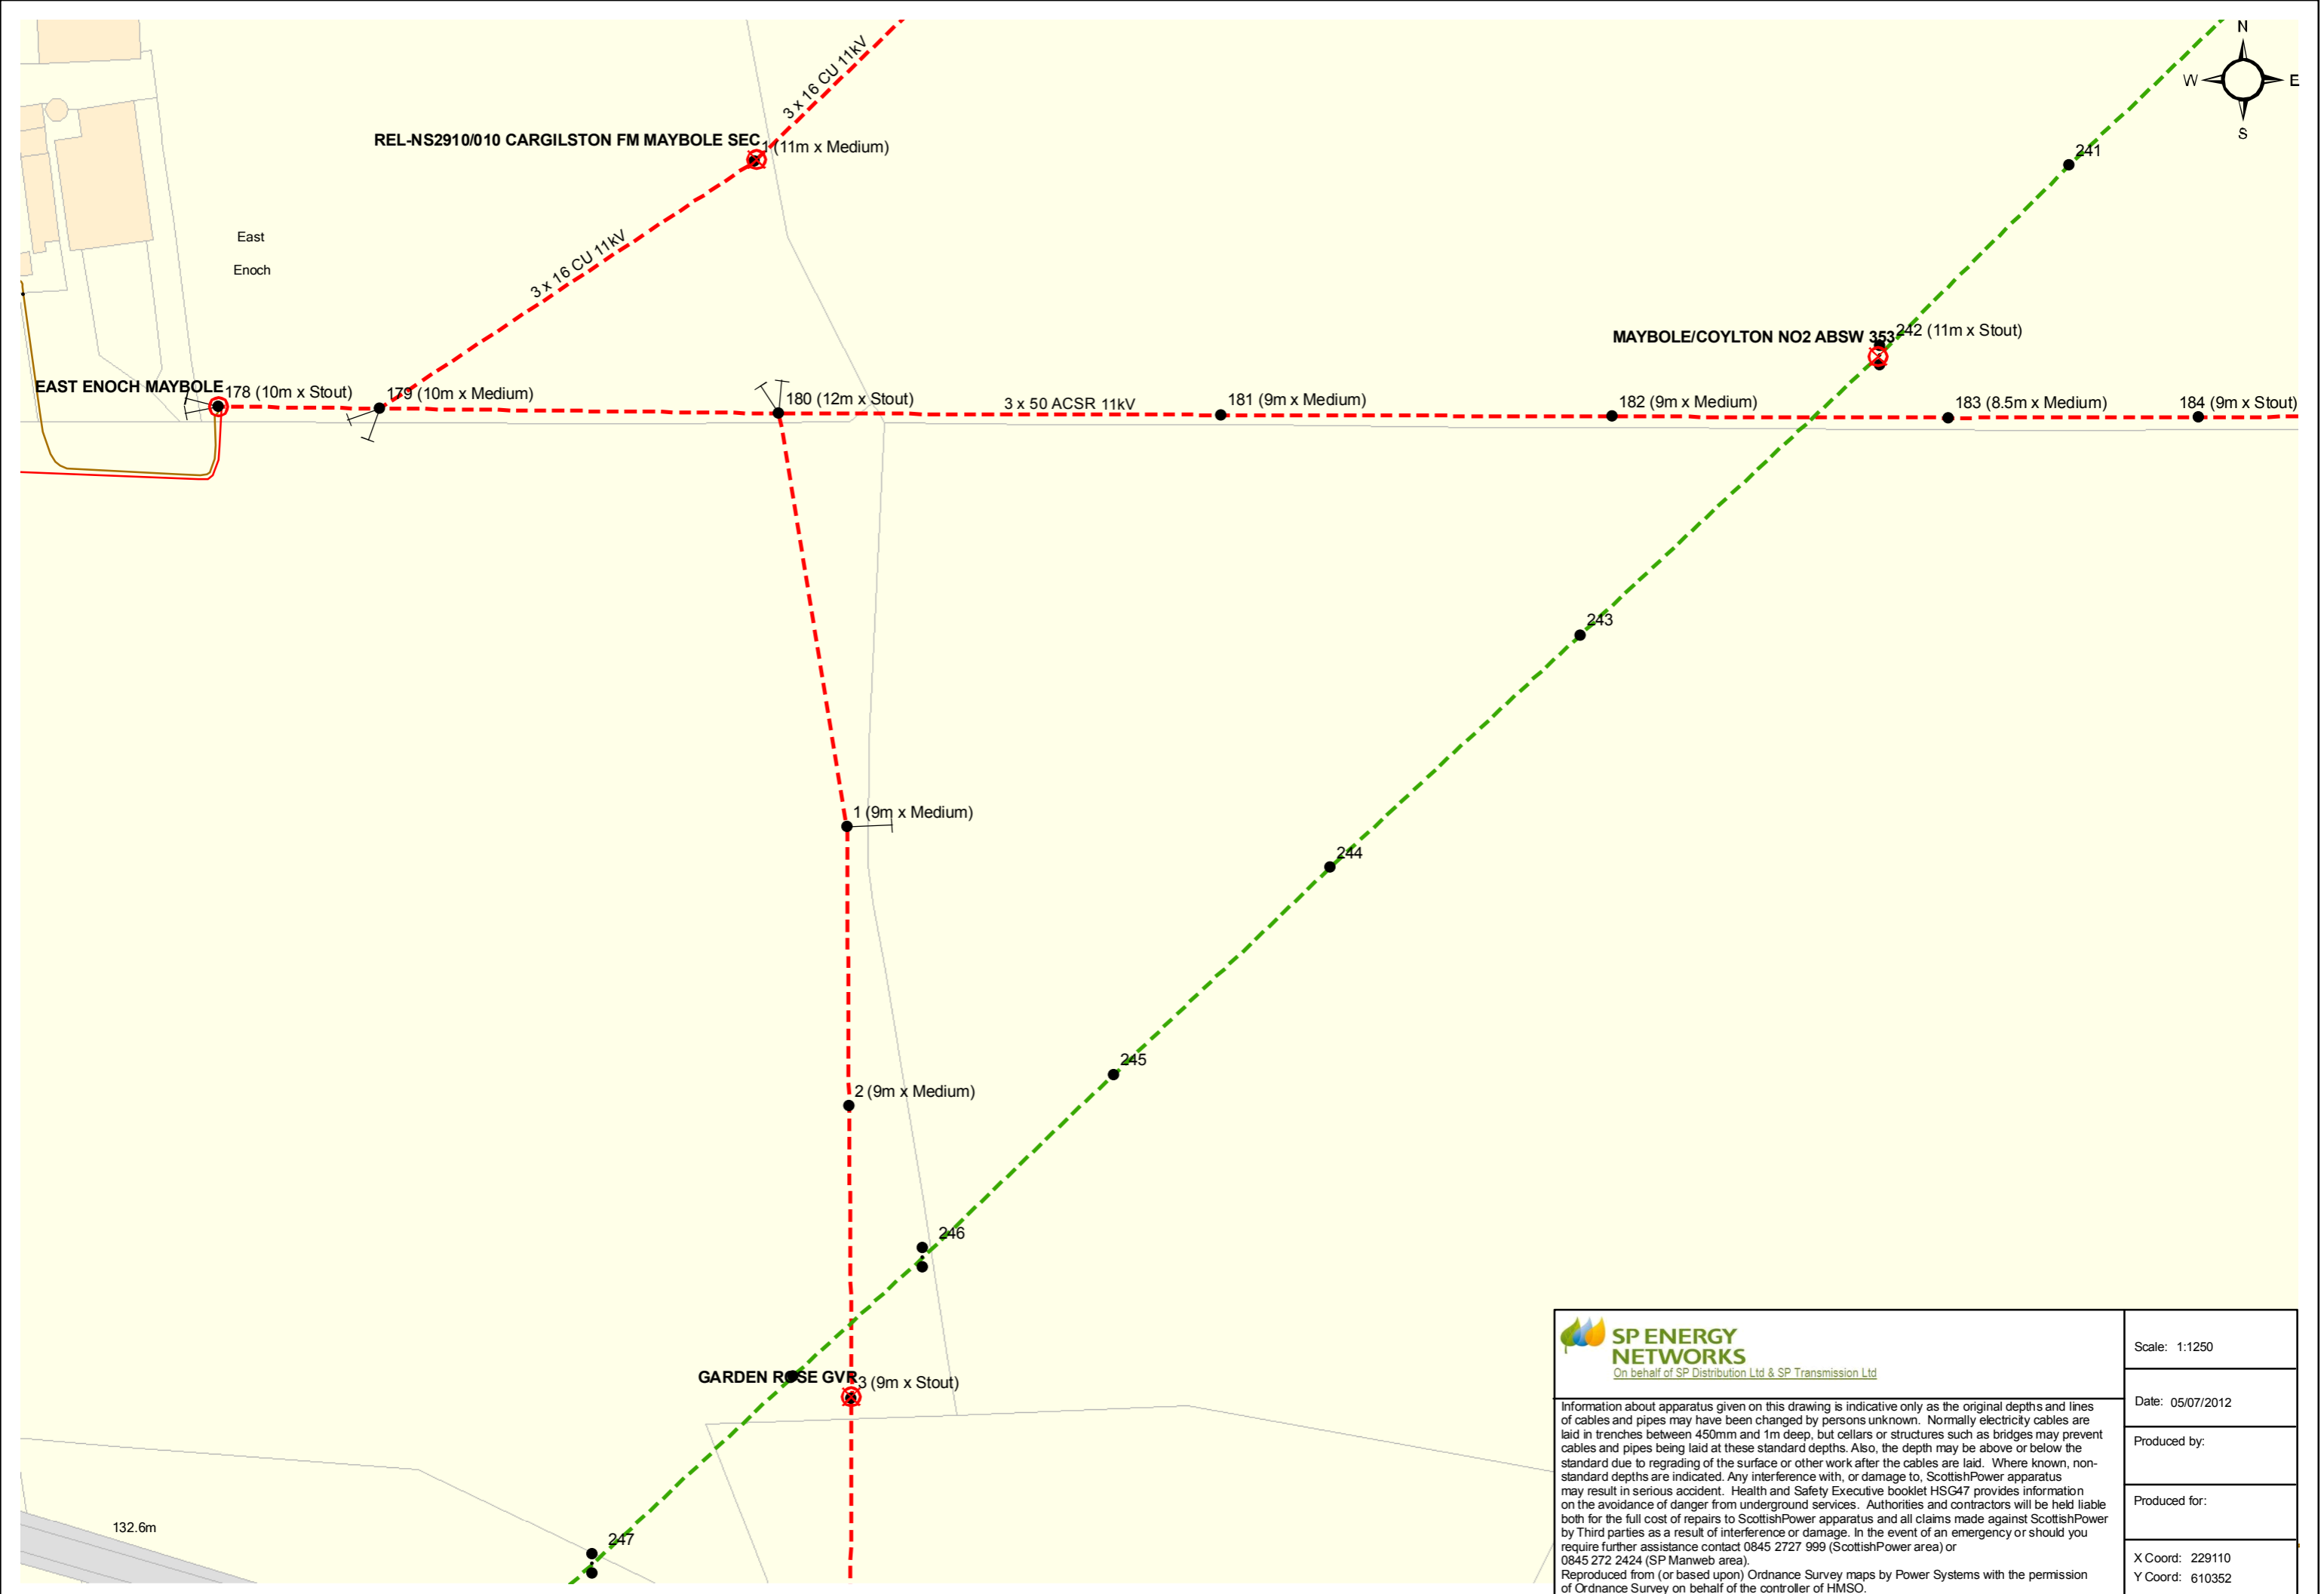 N
W
E
S
3 x 16 CU 11kV
REL-NS2910/010 CARGILSTON FM MAYBOLE SEC
1 (11m x Medium)
241
East
Enoch
3 x 16 CU 11kV
MAYBOLE/COYLTON NO2 ABSW 353
242 (11m x Stout)
EAST ENOCH MAYBOLE
178 (10m x Stout)
179 (10m x Medium)
180 (12m x Stout)
3 x 50 ACSR 11kV
181 (9m x Medium)
182 (9m x Medium)
183 (8.5m x Medium)
184 (9m x Stout)
243
1 (9m x Medium)
244
245
2 (9m x Medium)
246
GARDEN ROSE GVR
3 (9m x Stout)
132.6m
247
SP ENERGY
NETWORKS
On behalf of SP Distribution Ltd & SP Transmission Ltd
Information about apparatus given on this drawing is indicative only as the original depths and lines
of cables and pipes may have been changed by persons unknown. Normally electricity cables are
laid in trenches between 450mm and 1m deep, but cellars or structures such as bridges may prevent
cables and pipes being laid at these standard depths. Also, the depth may be above or below the
standard due to regrading of the surface or other work after the cables are laid. Where known, non-
standard depths are indicated. Any interference with, or damage to, ScottishPower apparatus
may result in serious accident. Health and Safety Executive booklet HSG47 provides information
on the avoidance of danger from underground services. Authorities and contractors will be held liable
both for the full cost of repairs to ScottishPower apparatus and all claims made against ScottishPower
by Third parties as a result of interference or damage. In the event of an emergency or should you
require further assistance contact 0845 2727 999 (ScottishPower area) or
0845 272 2424 (SP Manweb area).
Reproduced from (or based upon) Ordnance Survey maps by Power Systems with the permission
of Ordnance Survey on behalf of the controller of HMSO.
Scale: 1:1250
Date: 05/07/2012
Produced by:
Produced for:
X Coord: 229110
Y Coord: 610352